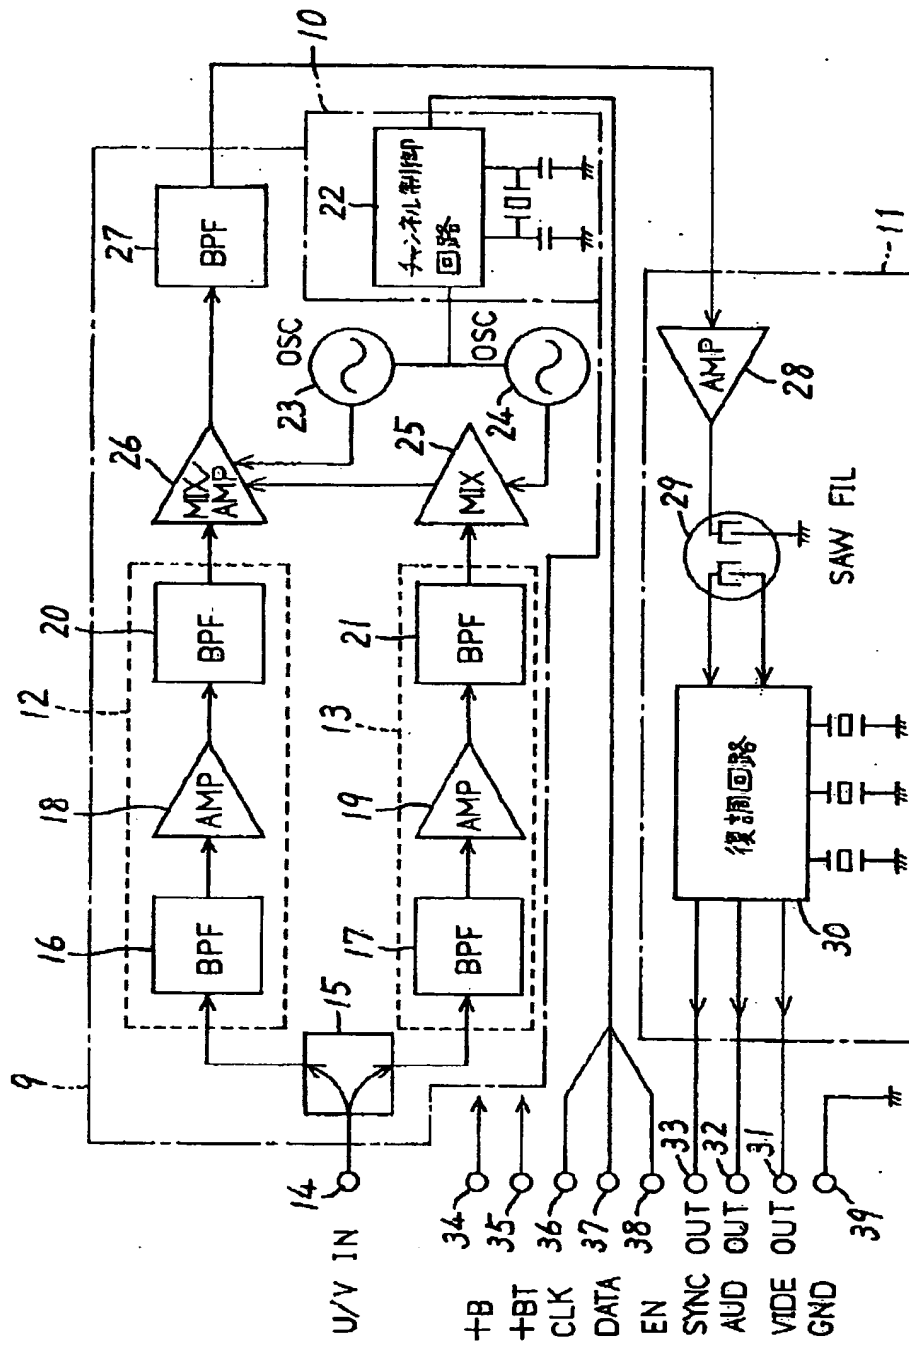 9
12
20
BPF
18
AMP
16
BPF
26
MIX/
AMP
27
BPF
10
22
チャンネル制御
回路
OSC
23
OSC
24
25
MIX
13
21
BPF
19
AMP
17
BPF
15
14
U/V IN
34
+B
35
+BT
36
CLK
37
DATA
38
EN
33
SYNC OUT
32
AUD OUT
31
VIDE OUT
39
GND
11
AMP
28
29
SAW FIL
復調回路
30